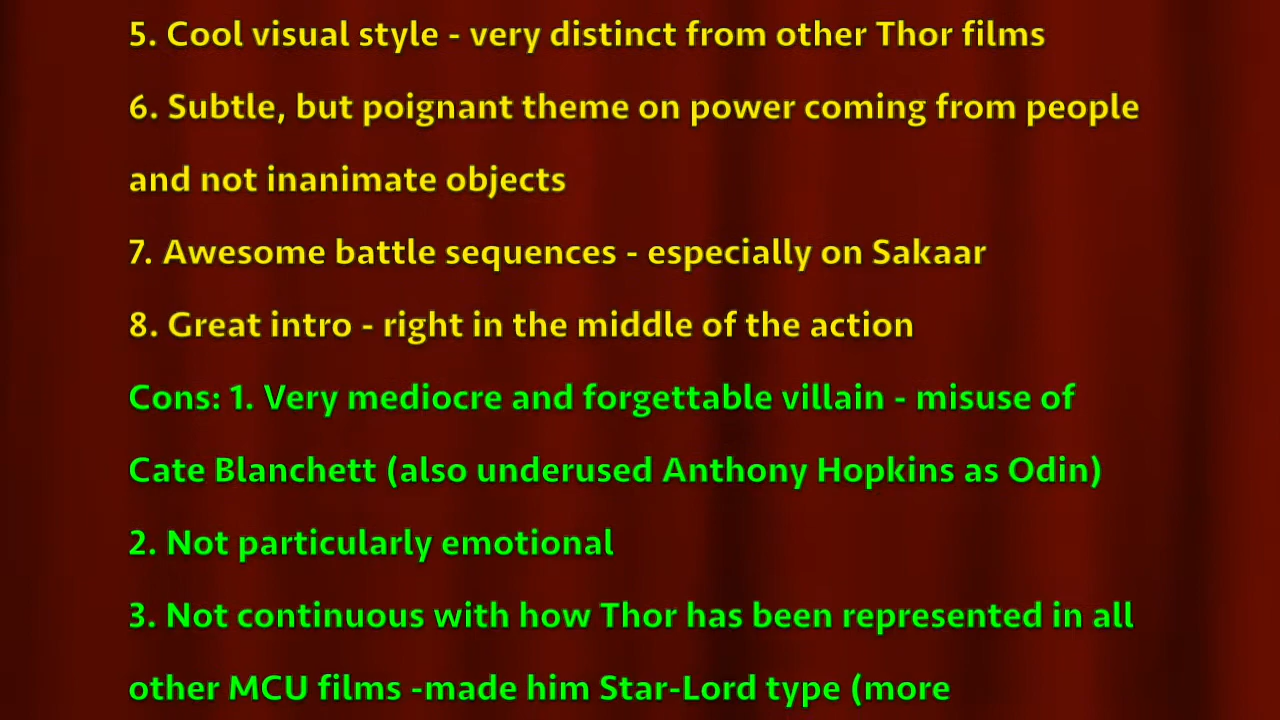 5. Cool visual style - very distinct from other Thor films
6. Subtle, but poignant theme on power coming from people
and not inanimate objects
7. Awesome battle sequences - especially on Sakaar
8. Great intro - right in the middle of the action
Cons: 1. Very mediocre and forgettable villain - misuse of
Cate Blanchett (also underused Anthony Hopkins as Odin)
2. Not particularly emotional
3. Not continuous with how Thor has been represented in all
other MCU films -made him Star-Lord type (more